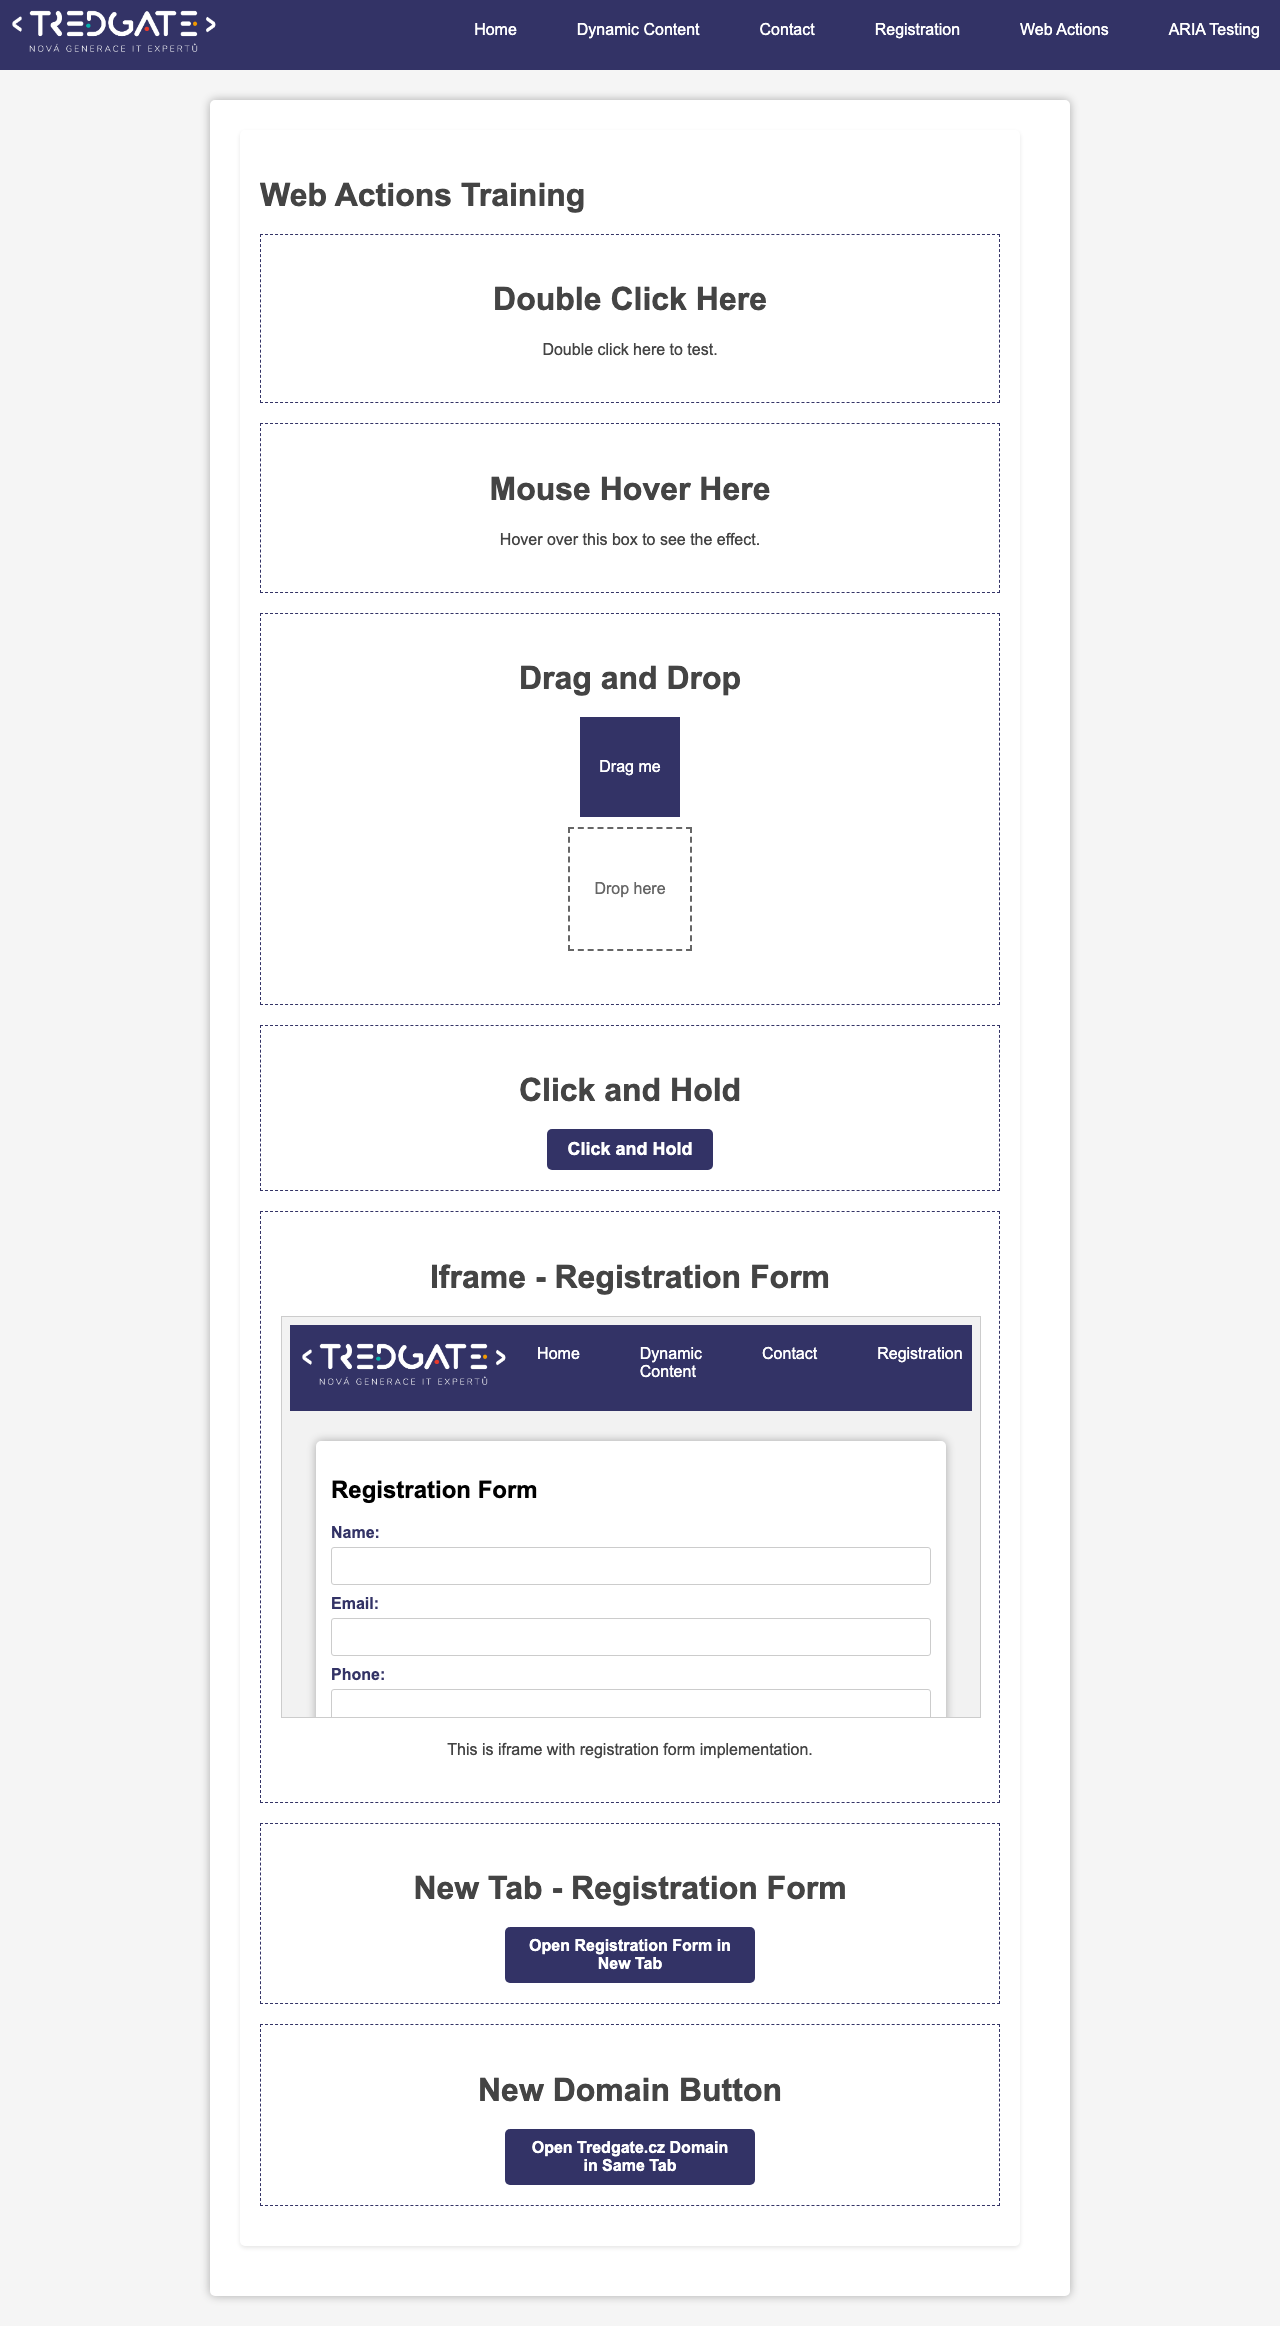 TREDGATE
NOVÁ GENERACE IT EXPERTŮ
Home
Dynamic Content
Contact
Registration
Web Actions
ARIA Testing
Web Actions Training
Double Click Here
Double click here to test.
Mouse Hover Here
Hover over this box to see the effect.
Drag and Drop
Drag me
Drop here
Click and Hold
Click and Hold
Iframe - Registration Form
TREDGATE
NOVÁ GENERACE IT EXPERTŮ
Home
Dynamic
Content
Contact
Registration
Registration Form
Name:
Email:
Phone:
This is iframe with registration form implementation.
New Tab - Registration Form
Open Registration Form in
New Tab
New Domain Button
Open Tredgate.cz Domain
in Same Tab